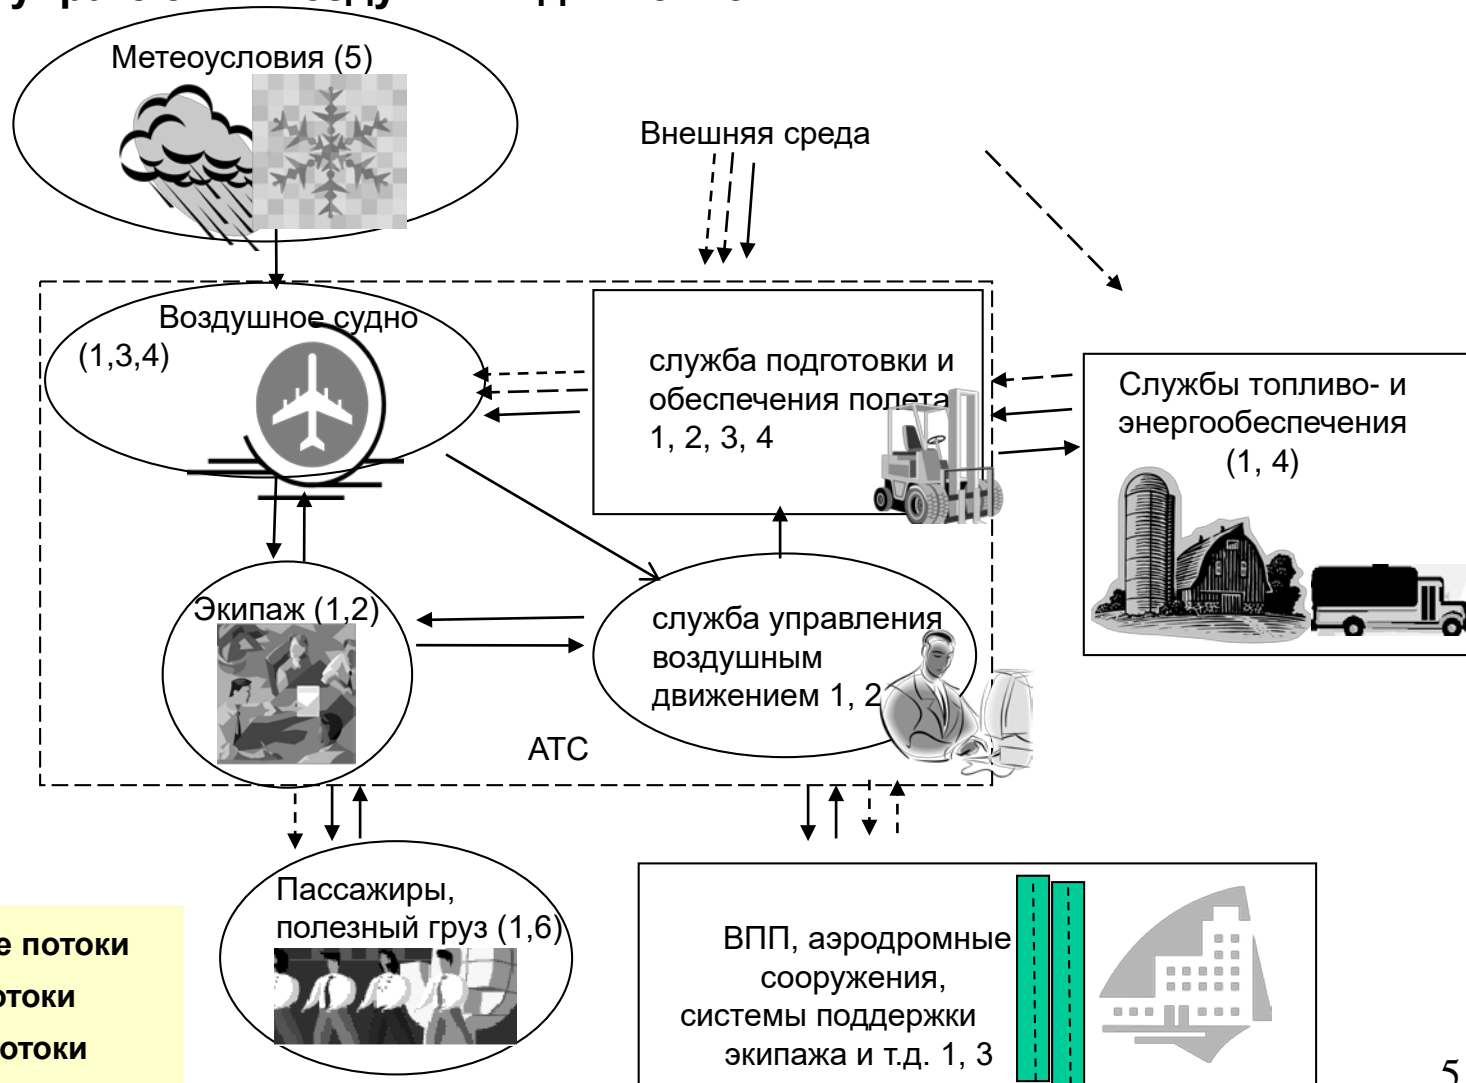 Метеоусловия (5)
Внешняя среда
Воздушное судно
(1,3,4)
служба подготовки и
обеспечения полета
1, 2, 3, 4
Службы топливо- и
энергообеспечения
(1, 4)
Экипаж (1,2)
служба управления
воздушным
движением 1, 2
АТС
Пассажиры,
полезный груз (1,6)
потоки
потоки
ВПП, аэродромные
сооружения,
системы поддержки
экипажа и т.д. 1, 3
5